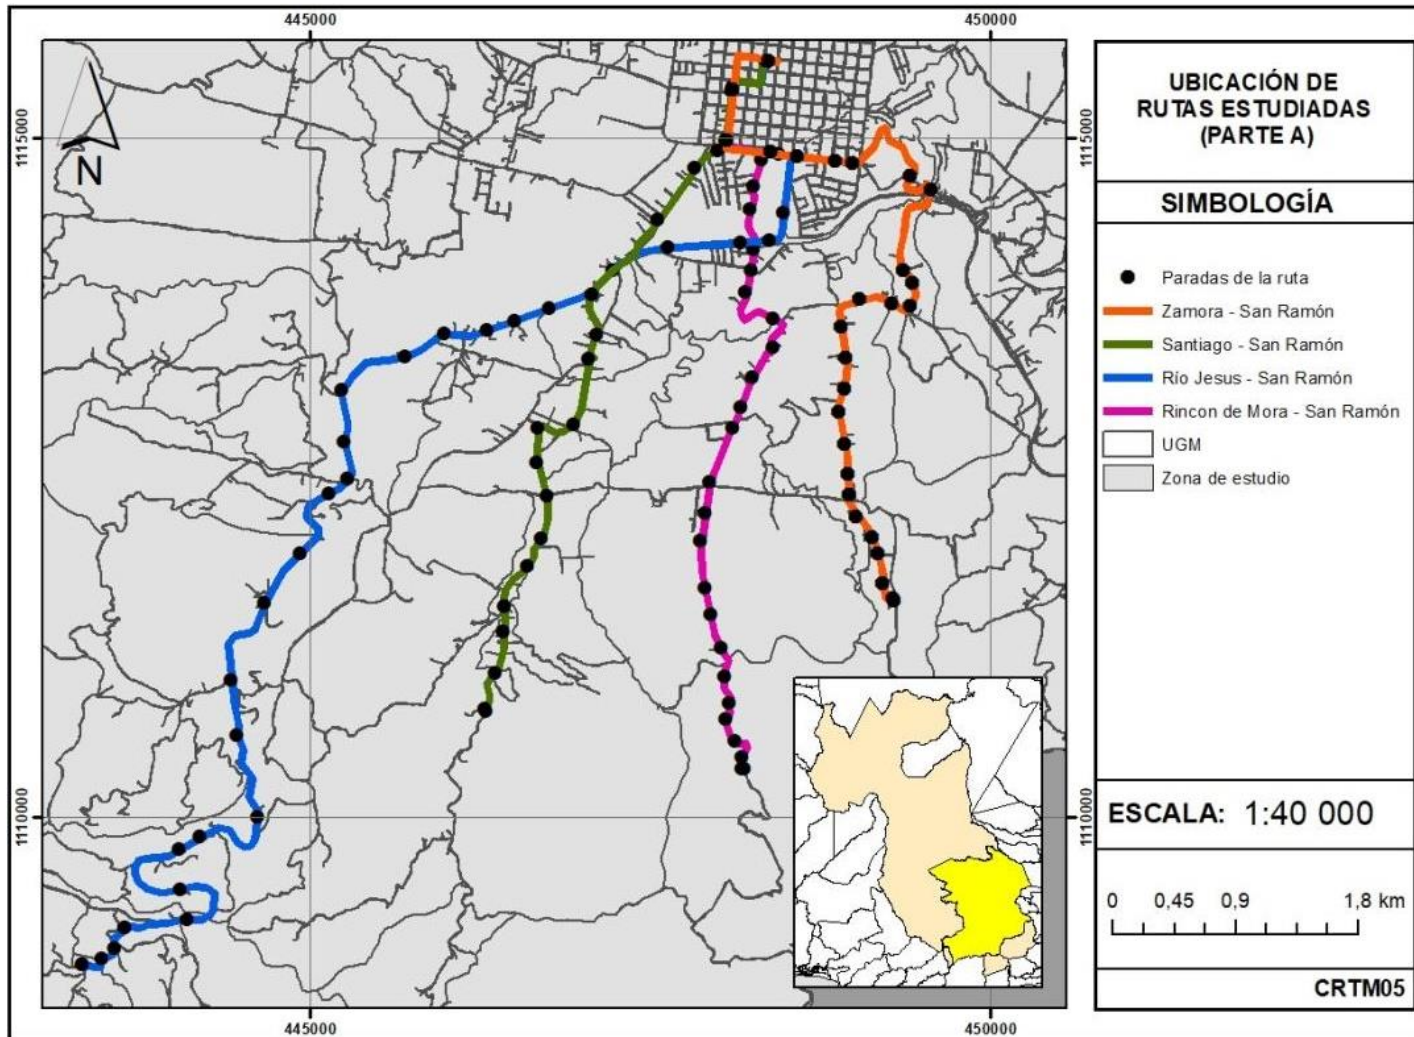 445000
450000
1115000
1115000
N
1110000
1110000
445000
450000
UBICACIÓN DE
RUTAS ESTUDIADAS
(PARTE A)
SIMBOLOGÍA
Paradas de la ruta
Zamora - San Ramón
Santiago - San Ramón
Río Jesus - San Ramón
Rincon de Mora - San Ramón
UGM
Zona de estudio
ESCALA: 1:40 000
0 0,45 0,9 1,8 km
CRTM05